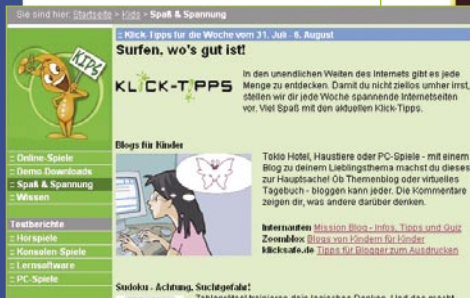 Sie sind hier: Startseite > Kids > Spaß & Spannung
:: Klick-Tipps für die Woche vom 31. Juli - 6. August
Surfen, wo's gut ist!
KIDS
KLICK-TIPPS
In den unendlichen Weiten des Internets gibt es jede
Menge zu entdecken. Damit du nicht ziellos umher irrst,
stellen wir dir jede Woche spannende Internetseiten
vor. Viel Spaß mit den aktuellen Klick-Tipps.
:: Online-Spiele
:: Demo Downloads
:: Spaß & Spannung
:: Wissen
Testberichte
:: Hörspiele
:: Konsolen-Spiele
:: Lernsoftware
:: PC-Spiele
Blogs für Kinder
Tokio Hotel, Haustiere oder PC-Spiele - mit einem
Blog zu deinem Lieblingsthema machst du dieses
zur Hauptsache! Ob Themenblog oder virtuelles
Tagebuch - bloggen kann jeder. Die Kommentare
zeigen dir, was andere darüber denken.
Internauten Mission Blog - Infos, Tipps und Quiz
Zoomblox Blogs von Kindern für Kinder
klicksafe.de Tipps für Blogger zum Ausdrucken
Sudoku - Achtung, Suchtgefahr!